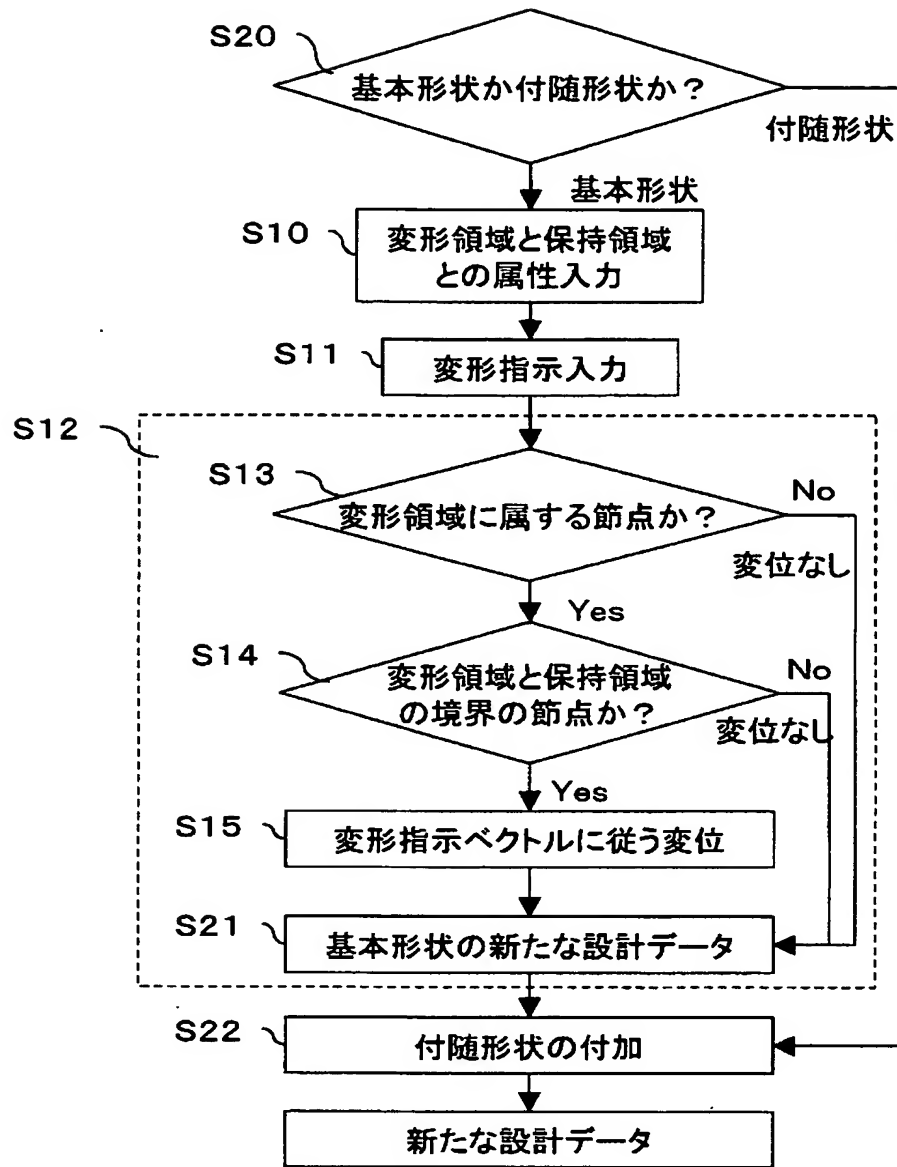 S20
基本形状か付随形状か？
付随形状
基本形状
S10
変形領域と保持領域
との属性入力
S11
変形指示入力
S12
S13
変形領域に属する節点か？
No
変位なし
Yes
S14
変形領域と保持領域
の境界の節点か？
No
変位なし
Yes
S15
変形指示ベクトルに従う変位
S21
基本形状の新たな設計データ
S22
付随形状の付加
新たな設計データ